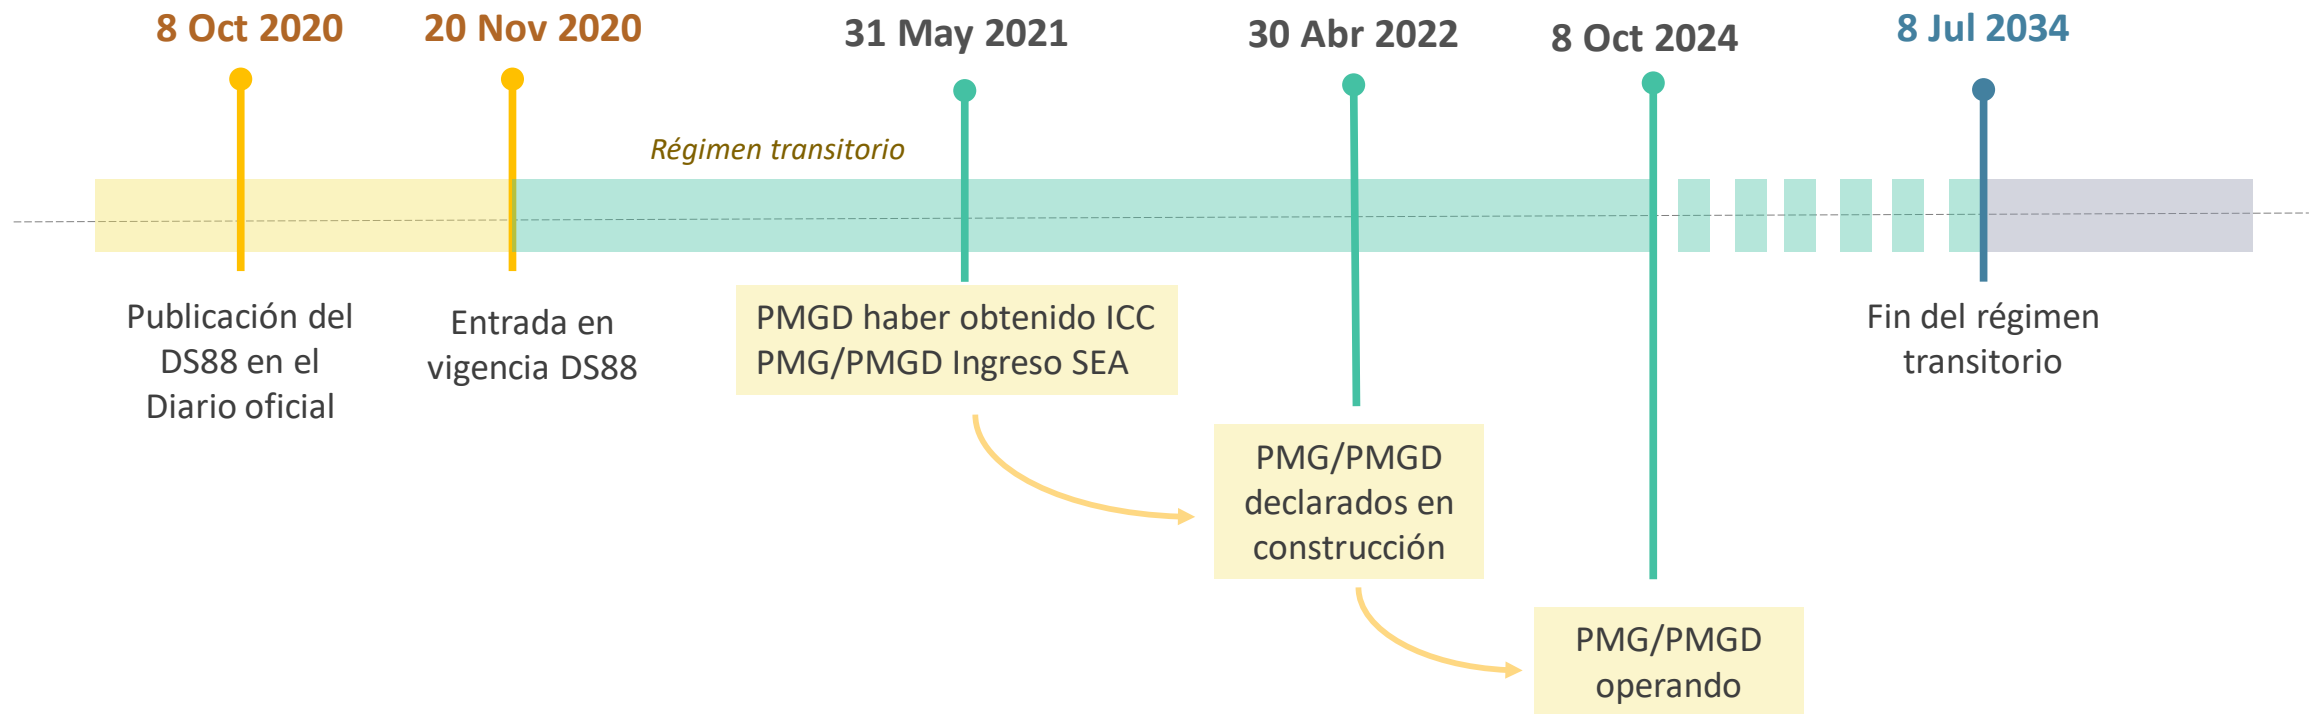 8 Oct 2020
20 Nov 2020
31 May 2021
30 Abr 2022
8 Oct 2024
8 Jul 2034
Régimen transitorio
Publicación del
DS88 en el
Diario oficial
Entrada en
vigencia DS88
PMGD haber obtenido ICC
PMG/PMGD Ingreso SEA
PMG/PMGD
declarados en
construcción
PMG/PMGD
operando
Fin del régimen
transitorio